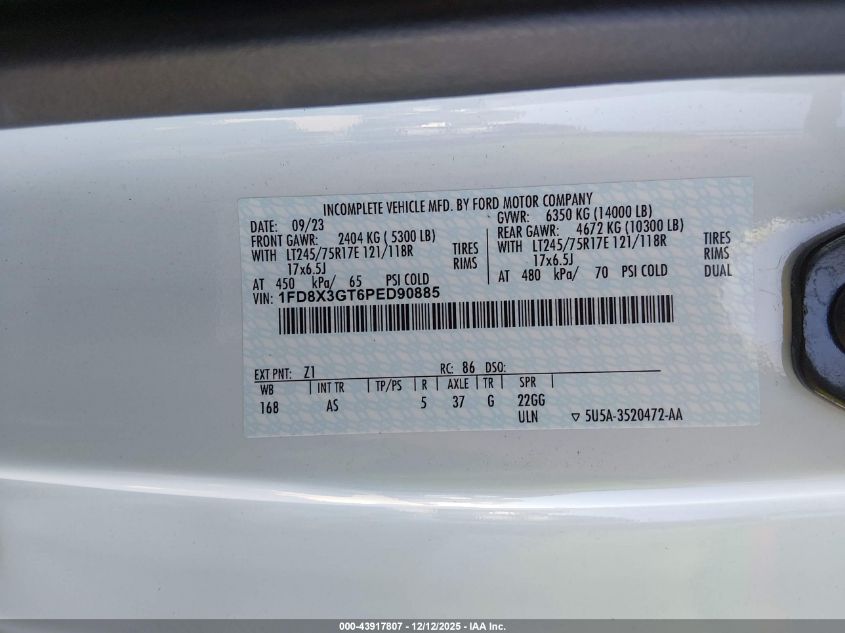 INCOMPLETE VEHICLE MFD. BY FORD MOTOR COMPANY
DATE: 09/23 GVWR: 6350 KG (14000 LB)
FRONT GAWR: 2404 KG ( 5300 LB) REAR GAWR: 4672 KG (10300 LB)
WITH LT245/75R17E 121/118R TIRES WITH LT245/75R17E 121/118R TIRES
17x6.5J RIMS 17x6.5J RIMS
AT 450 kPa/ 65 PSI COLD AT 480 kPa/ 70 PSI COLD DUAL
VIN: 1FD8X3GT6PED90885
EXT PNT: Z1 RC: 86 DSO:
WB INT TR TP/PS R AXLE TR SPR
168 AS 5 37 G 22GG
ULN ▽ 5U5A-3520472-AA
000-43917807 - 12/12/2025 - IAA Inc.